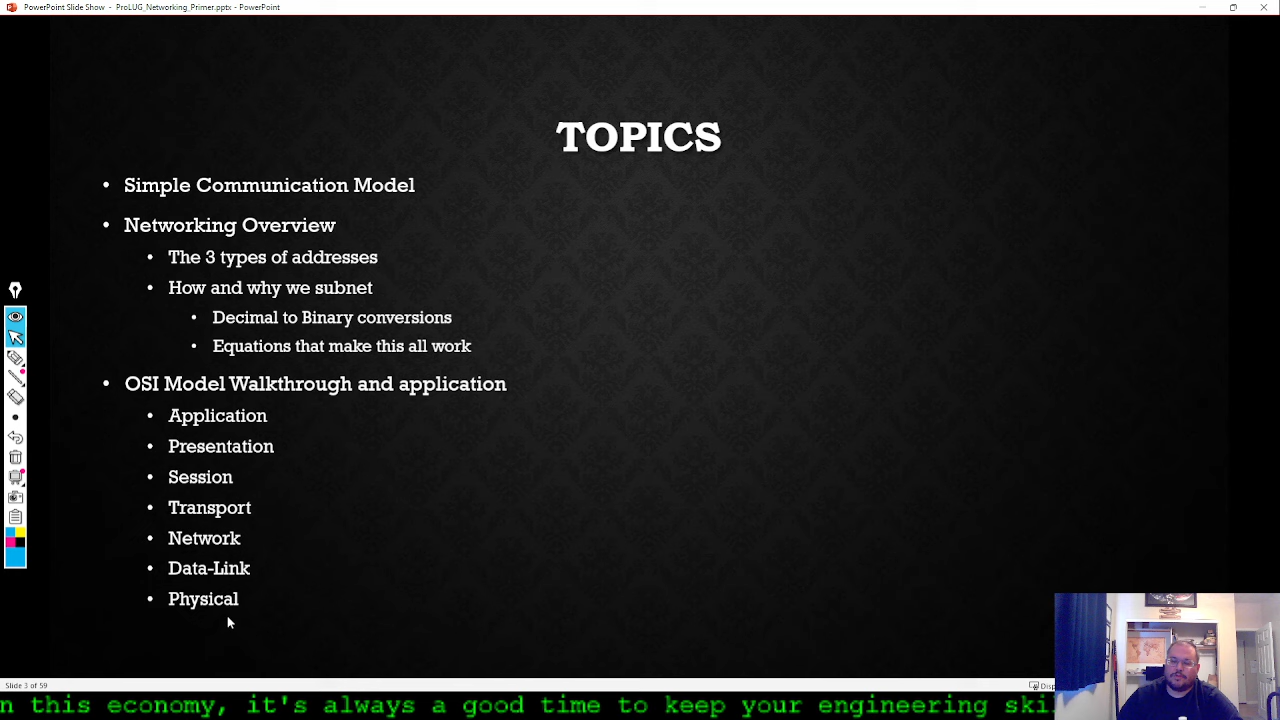 PowerPoint Slide Show - ProLUG_Networking_Primer.pptx - PowerPoint
TOPICS
• Simple Communication Model
• Networking Overview
• The 3 types of addresses
• How and why we subnet
• Decimal to Binary conversions
• Equations that make this all work
• OSI Model Walkthrough and application
• Application
• Presentation
• Session
• Transport
• Network
• Data-Link
• Physical
Slide 3 of 59
Disp
n this economy, it's always a good time to keep your engineering ski